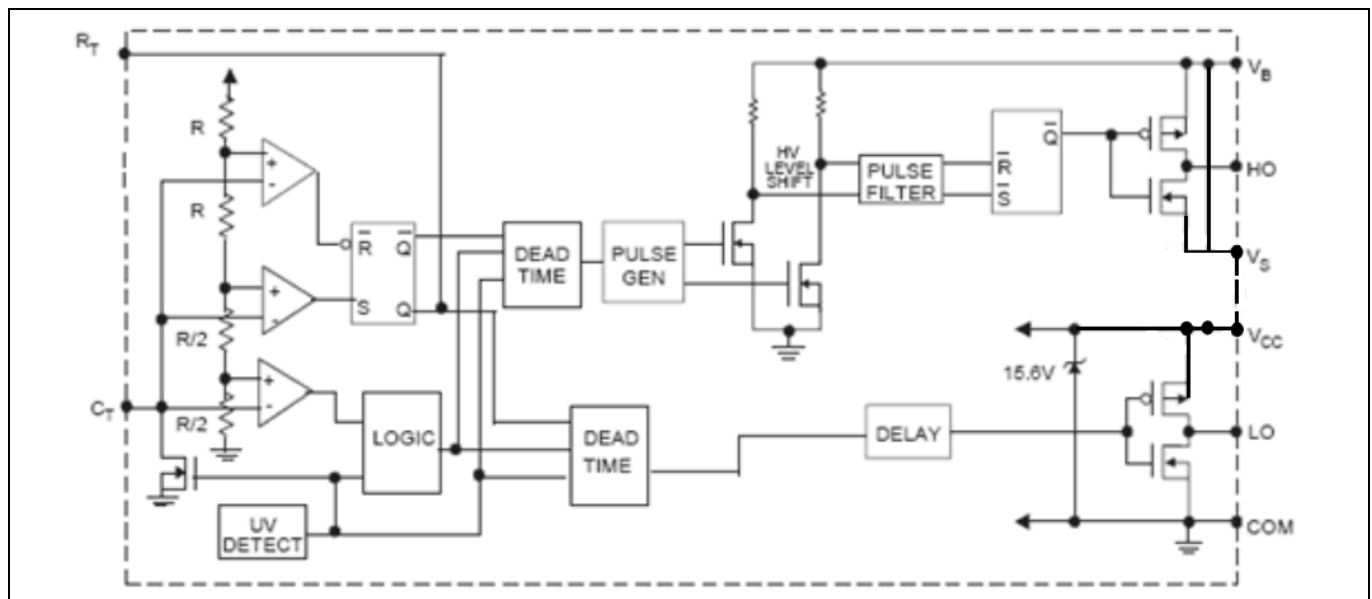 R_T
V_B
R
+
-
HV
LEVEL
SHIFT
PULSE
FILTER
R̅
S̅
Q̅
HO
R
R̅
Q̅
S
Q
DEAD
TIME
PULSE
GEN
V_S
+
-
R/2
V_CC
15.6V
+
-
C_T
R/2
LOGIC
DEAD
TIME
DELAY
LO
UV
DETECT
COM